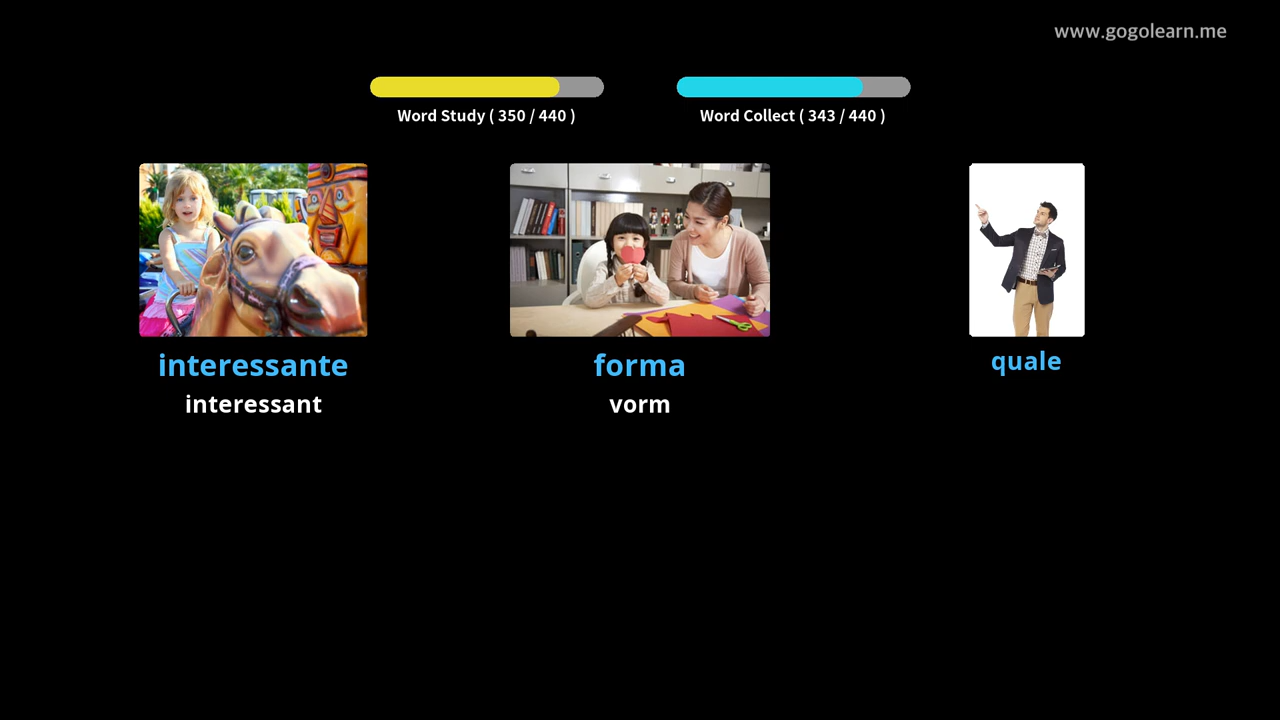 www.gogolearn.me
Word Study ( 350 / 440 )
Word Collect ( 343 / 440 )
interessante
interessant
forma
vorm
quale